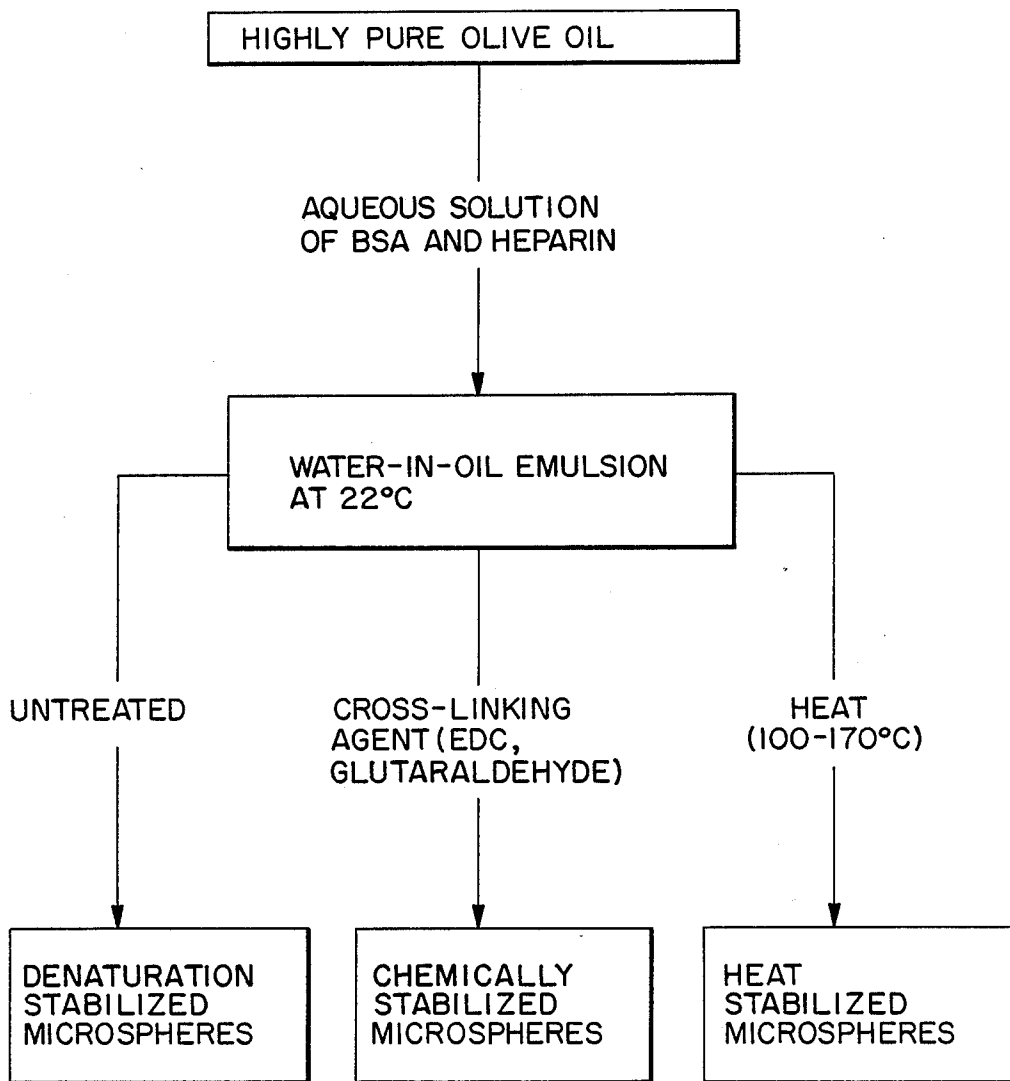 HIGHLY PURE OLIVE OIL
AQUEOUS SOLUTION
OF BSA AND HEPARIN
WATER-IN-OIL EMULSION
AT 22°C
UNTREATED
CROSS-LINKING
AGENT (EDC,
GLUTARALDEHYDE)
HEAT
(100-170°C)
DENATURATION
STABILIZED
MICROSPHERES
CHEMICALLY
STABILIZED
MICROSPHERES
HEAT
STABILIZED
MICROSPHERES